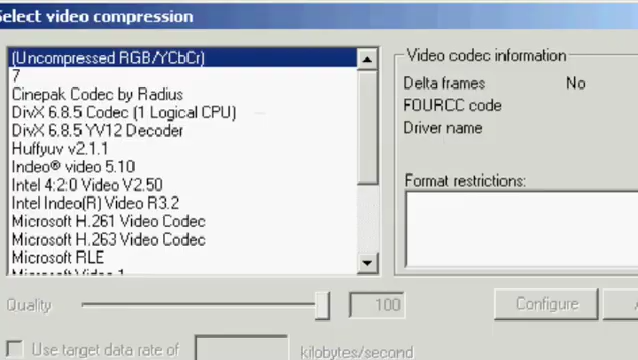 Select video compression
(Uncompressed RGB/YCbCr)
7
Cinepak Codec by Radius
DivX 6.8.5 Codec (1 Logical CPU)
DivX 6.8.5 YV12 Decoder
Huffyuv v2.1.1
Indeo® video 5.10
Intel 4:2:0 Video V2.50
Intel Indeo(R) Video R3.2
Microsoft H.261 Video Codec
Microsoft H.263 Video Codec
Microsoft RLE
Microsoft Video 1
Video codec information
Delta frames No
FOURCC code
Driver name
Format restrictions:
Quality 100
Configure
Use target data rate of kilobytes/second